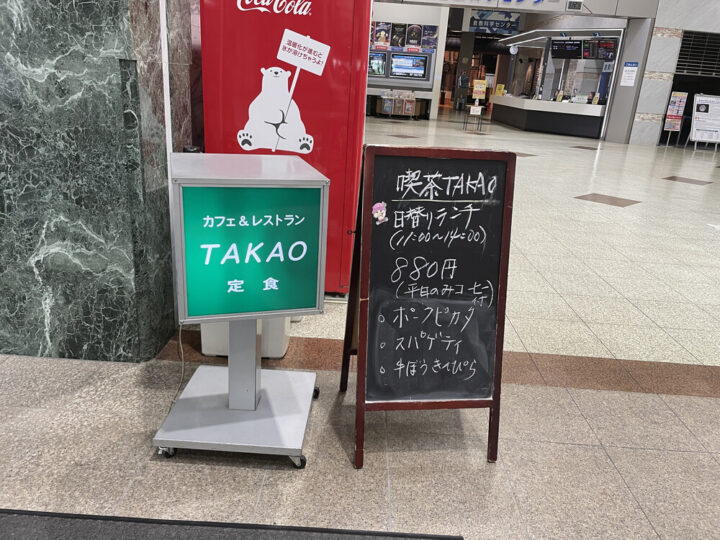 Coca-Cola
温暖化が進むと
氷が溶けちゃうよ!
カフェ&レストラン
TAKAO
定食
喫茶TAKAO
日替りランチ
(11:00~14:00)
880円
(平日のみコーヒー付)
。ポークピカタ
。スパゲティ
。牛ぼうきんぴら